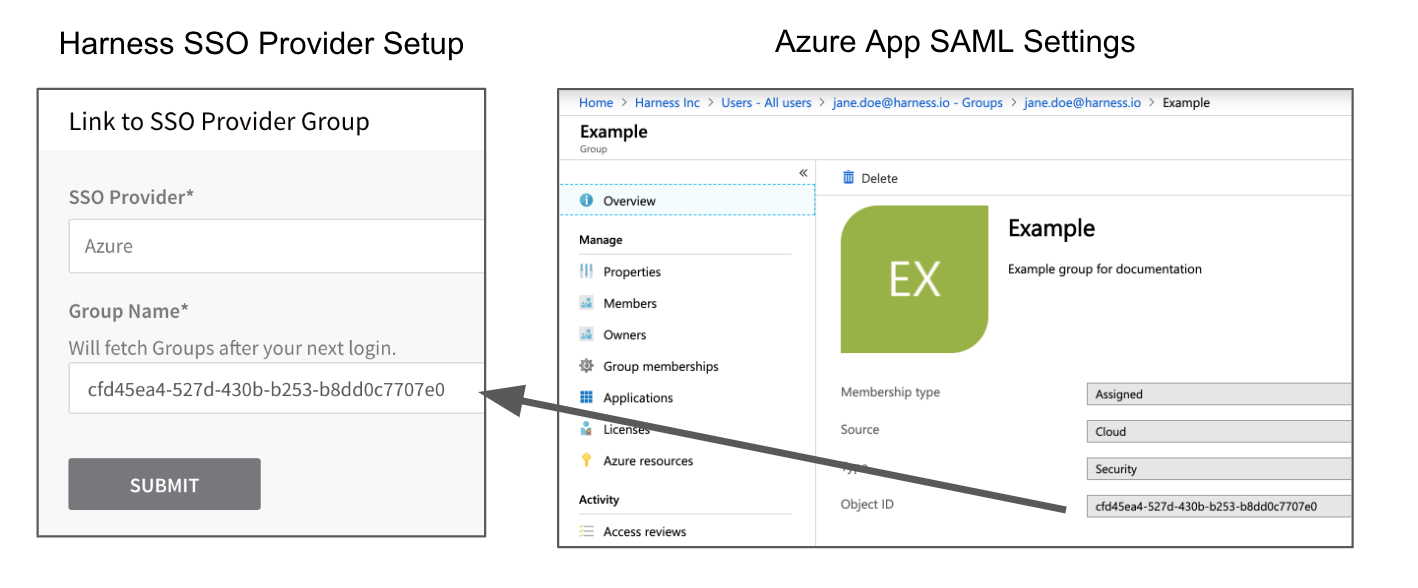 Harness SSO Provider Setup
Azure App SAML Settings
Link to SSO Provider Group
SSO Provider*
Azure
Group Name*
Will fetch Groups after your next login.
cfd45ea4-527d-430b-b253-b8dd0c7707e0
SUBMIT
Home > Harness Inc > Users - All users > jane.doe@harness.io - Groups > jane.doe@harness.io > Example
Example
Group
«
Overview
Manage
Properties
Members
Owners
Group memberships
Applications
Licenses
Azure resources
Activity
Access reviews
Delete
EX
Example
Example group for documentation
Membership type Assigned
Source Cloud
Type Security
Object ID cfd45ea4-527d-430b-b253-b8dd0c7707e0